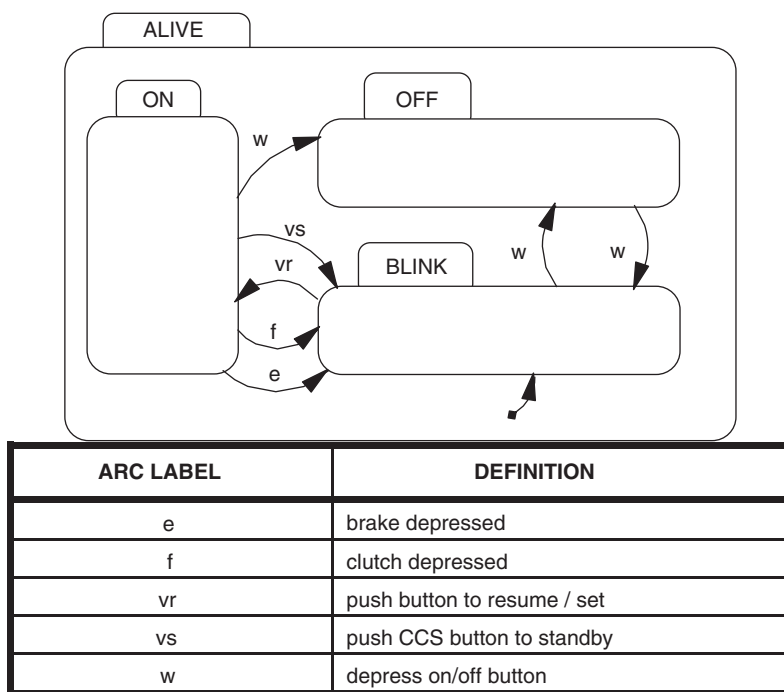 ALIVE
ON
OFF
w
vs
vr
BLINK
w
w
f
e
ARC LABEL DEFINITION
e brake depressed
f clutch depressed
vr push button to resume / set
vs push CCS button to standby
w depress on/off button